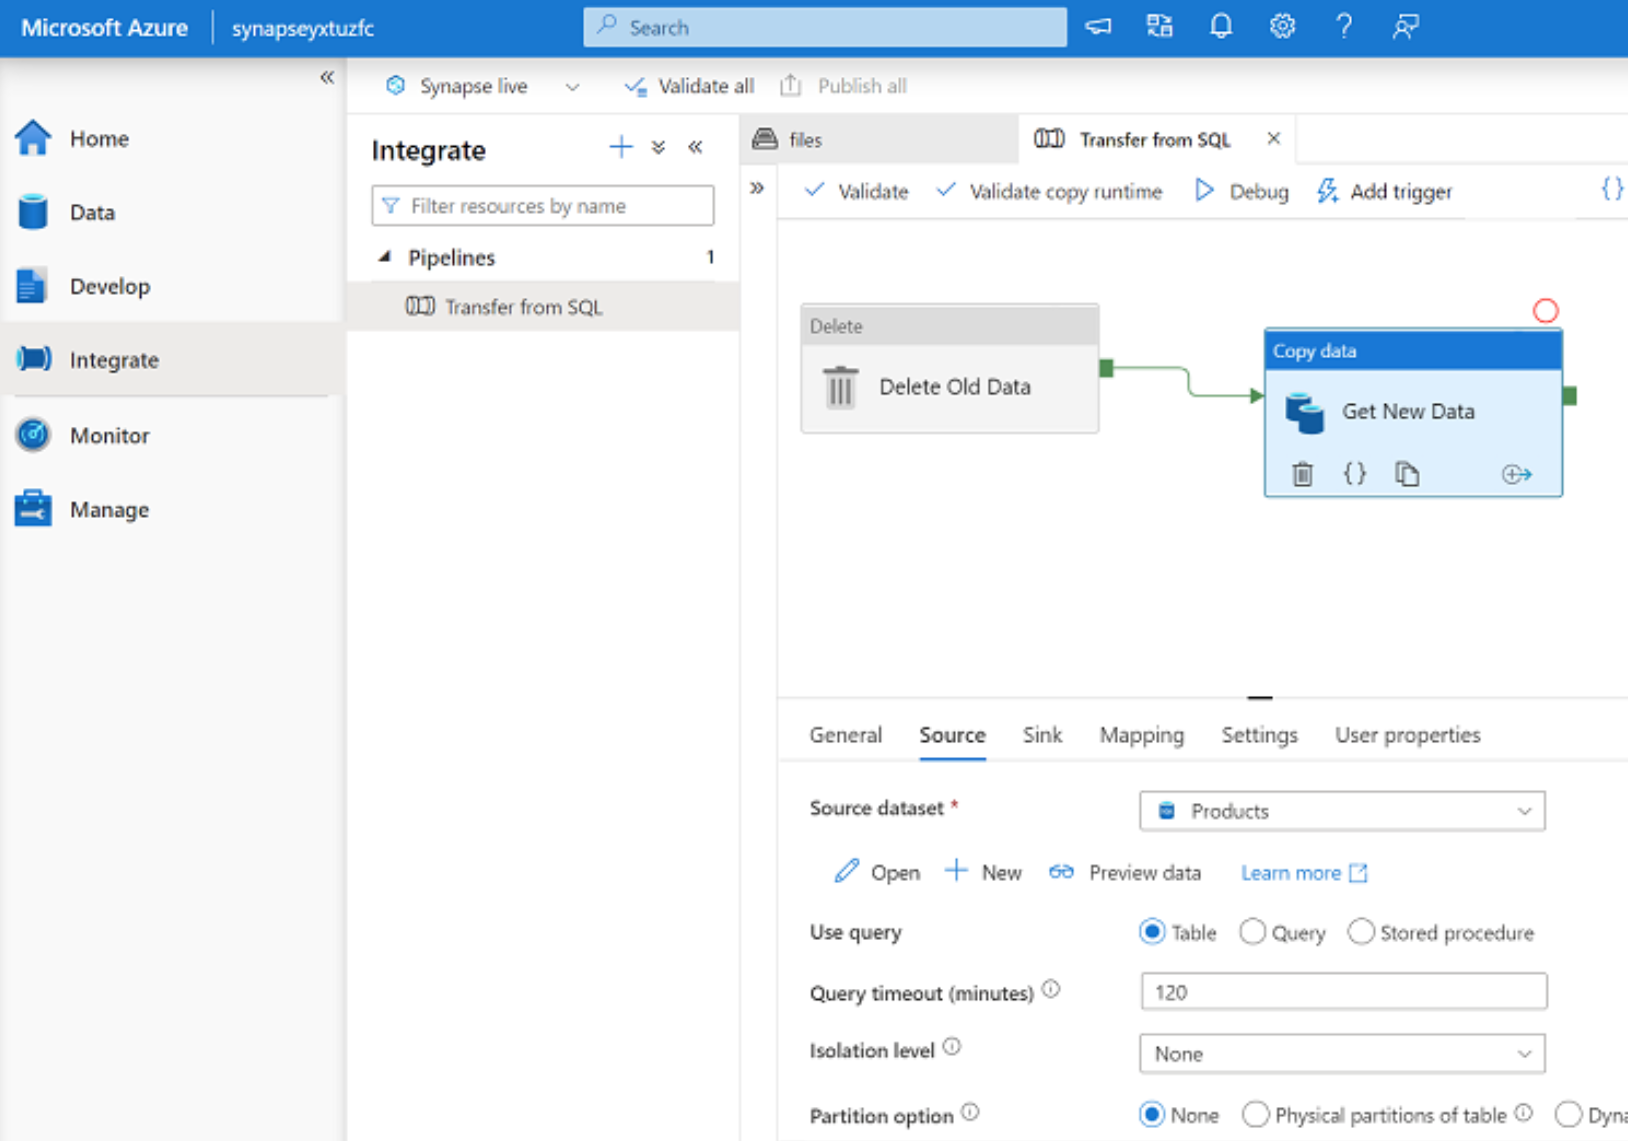 Microsoft Azure
synapseyxtuzfc
Search
Synapse live
Validate all
Publish all
Home
Data
Develop
Integrate
Monitor
Manage
Integrate
Filter resources by name
Pipelines 1
Transfer from SQL
files
Transfer from SQL
Validate
Validate copy runtime
Debug
Add trigger
{}
Delete
Delete Old Data
Copy data
Get New Data
{}
General Source Sink Mapping Settings User properties
Source dataset * Products
Open New Preview data Learn more
Use query Table Query Stored procedure
Query timeout (minutes) 120
Isolation level None
Partition option None Physical partitions of table Dyna